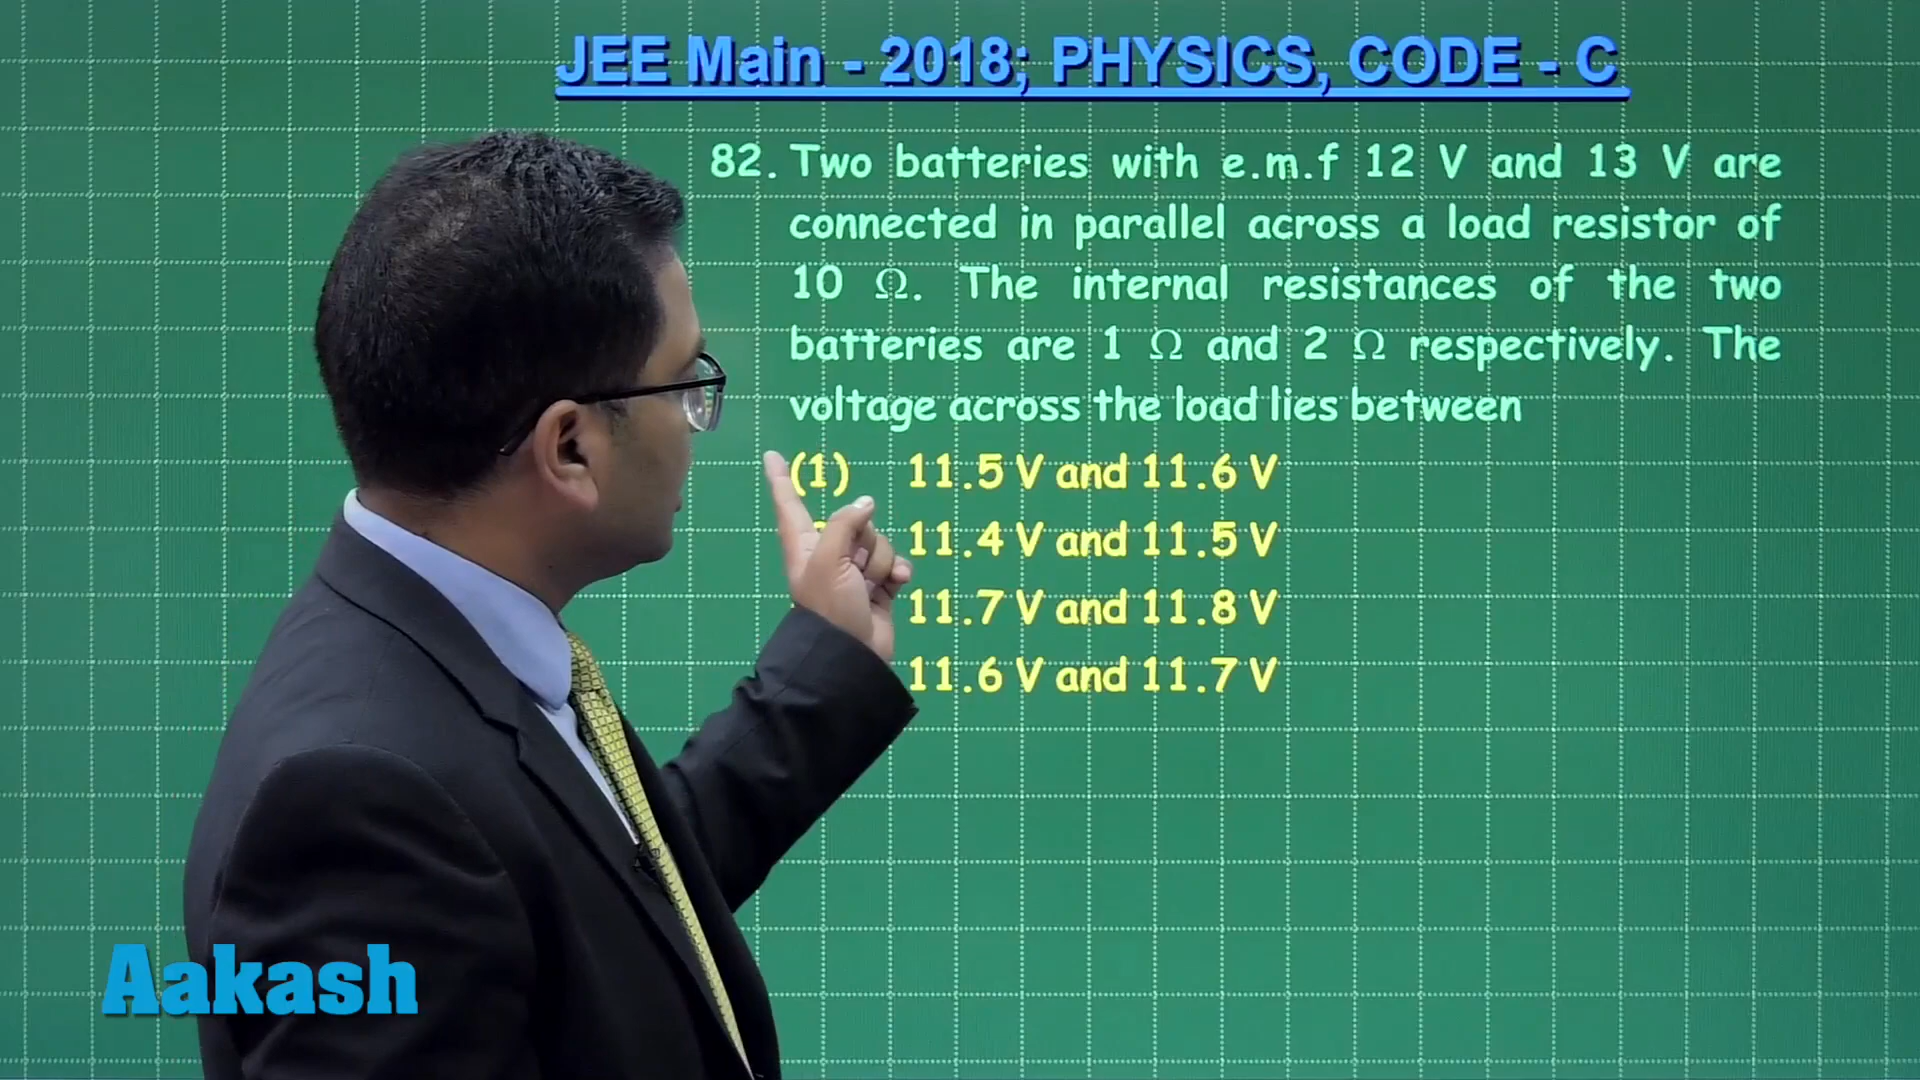 JEE Main - 2018; PHYSICS, CODE - C
82. Two batteries with e.m.f 12 V and 13 V are
connected in parallel across a load resistor of
10 Ω. The internal resistances of the two
batteries are 1 Ω and 2 Ω respectively. The
voltage across the load lies between
(1) 11.5 V and 11.6 V
11.4 V and 11.5 V
11.7 V and 11.8 V
11.6 V and 11.7 V
Aakash